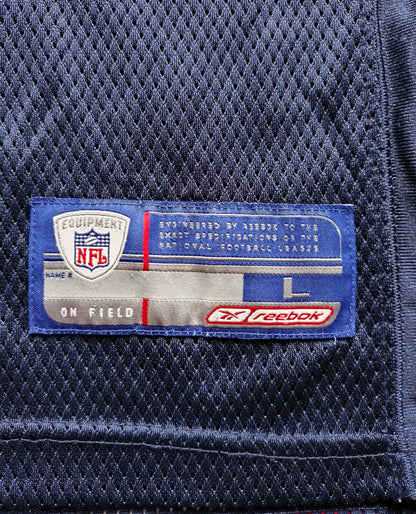 EQUIPMENT
NFL
ENGINEERED BY REEBOK TO THE
EXACT SPECIFICATIONS OF THE
NATIONAL FOOTBALL LEAGUE
NAME #
L
ON FIELD
Reebok